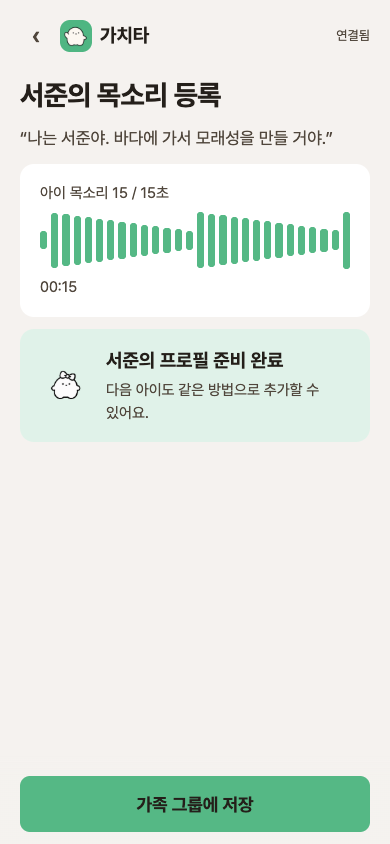 ‹ 가치타 연결됨
서준의 목소리 등록
“나는 서준야. 바다에 가서 모래성을 만들 거야.”
아이 목소리 15 / 15초
00:15
서준의 프로필 준비 완료
다음 아이도 같은 방법으로 추가할 수
있어요.
가족 그룹에 저장